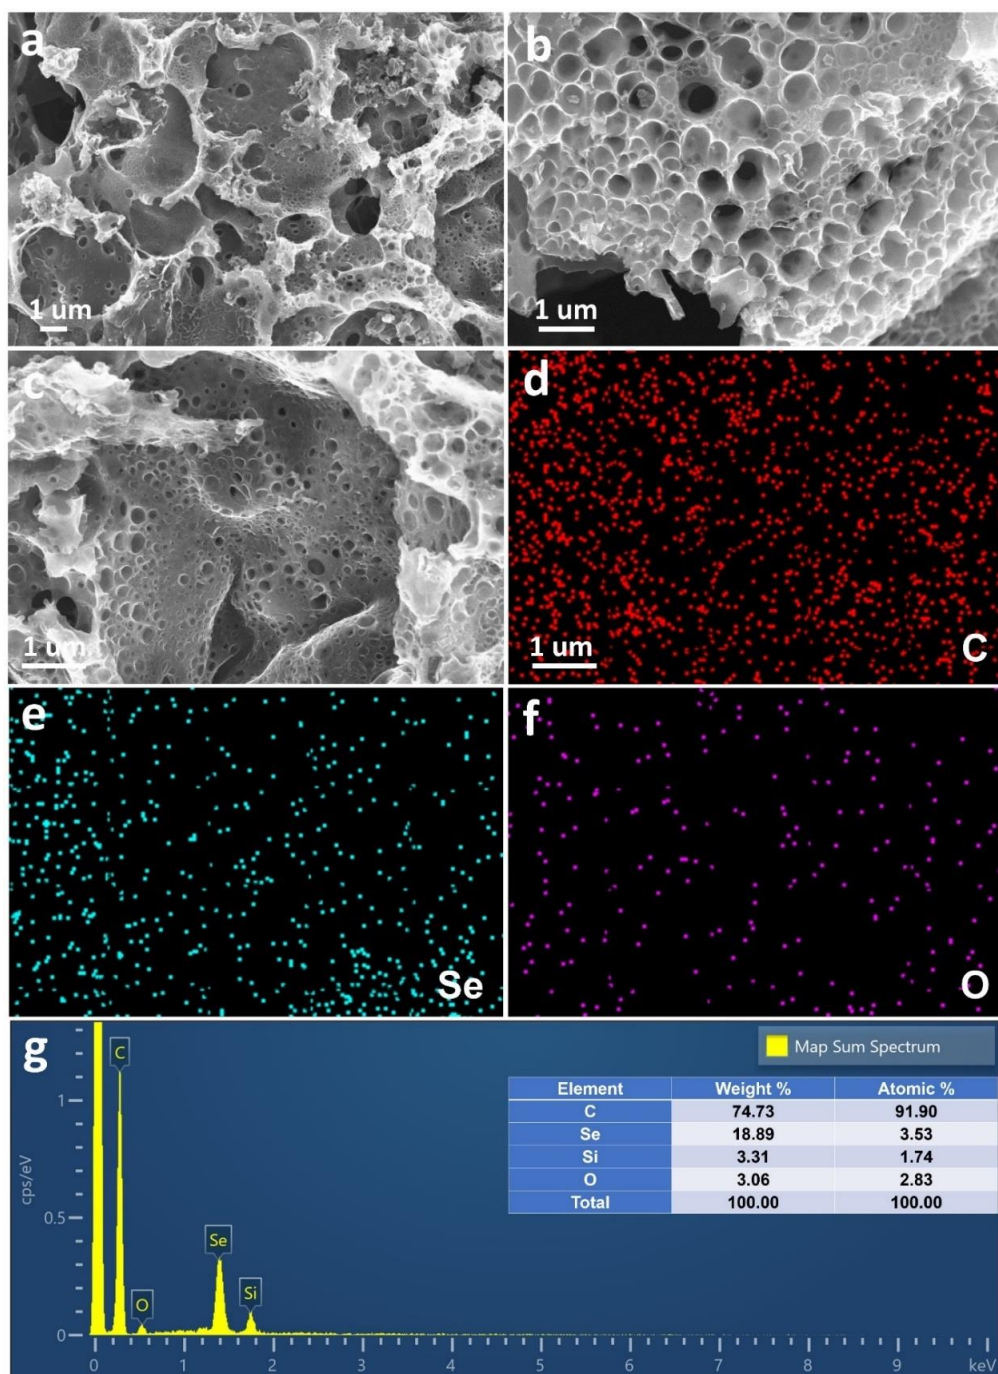 a
b
1 um
1 um
c
d
1 um
1 um
C
e
f
Se
O
g
Map Sum Spectrum
C
Element Weight % Atomic %
C 74.73 91.90
Se 18.89 3.53
Si 3.31 1.74
O 3.06 2.83
Total 100.00 100.00
1
cps/eV
0.5
Se
Si
O
0
0 1 2 3 4 5 6 7 8 9 keV